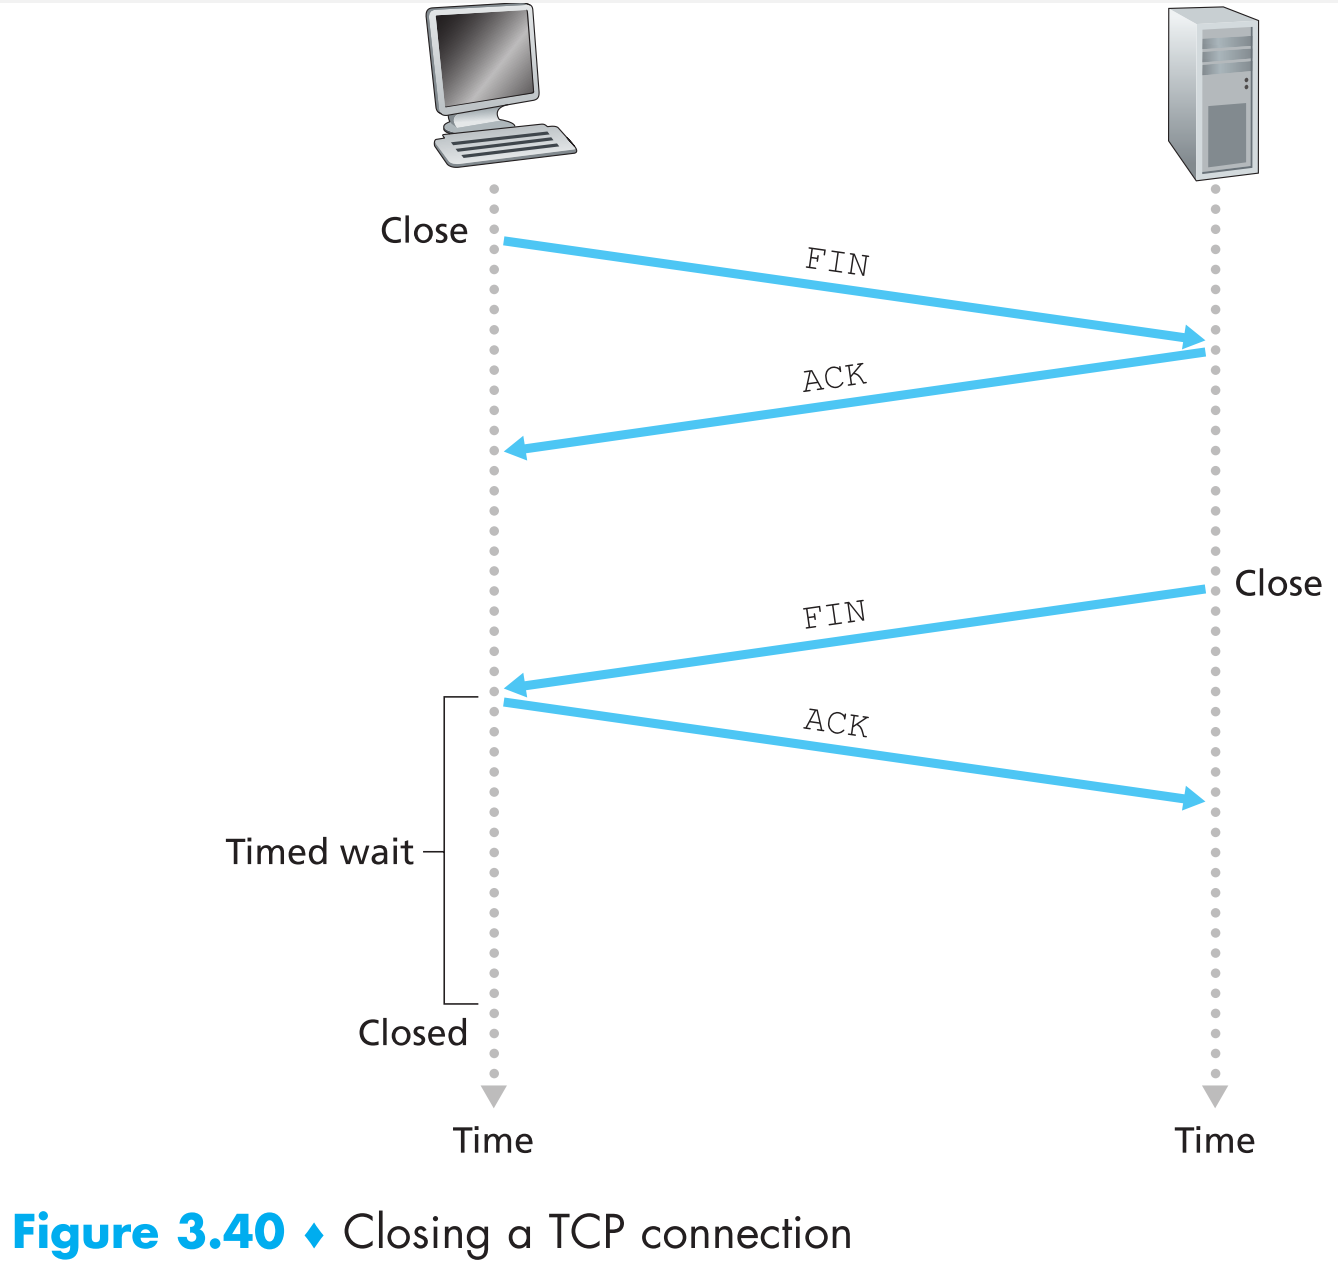 Close
FIN
ACK
Close
FIN
ACK
Timed wait
Closed
Time
Time
Figure 3.40 ♦ Closing a TCP connection